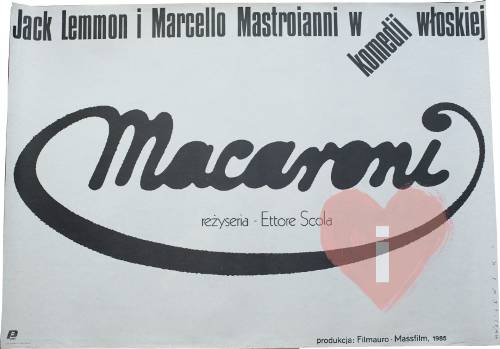 Jack Lemmon i Marcello Mastroianni w komedii włoskiej
Macaroni
reżyseria - Ettore Scola
i
produkcja: Filmauro - Massfilm, 1985